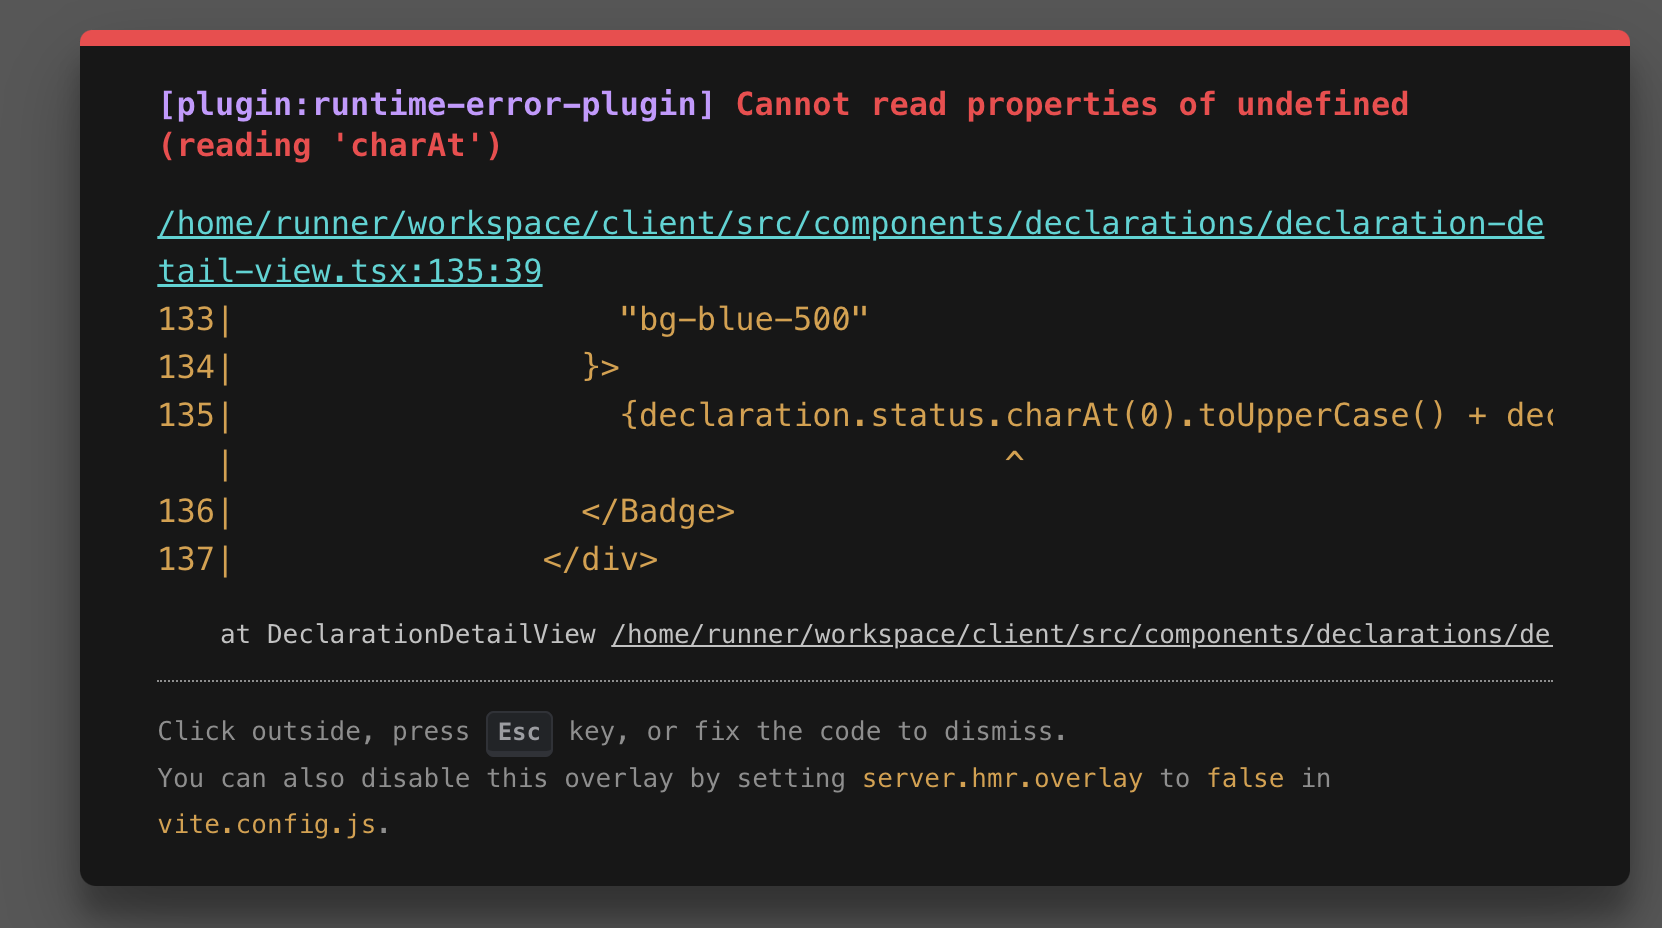 [plugin:runtime-error-plugin] Cannot read properties of undefined
(reading 'charAt')
/home/runner/workspace/client/src/components/declarations/declaration-de
tail-view.tsx:135:39
133|                    "bg-blue-500"
134|                  }>
135|                    {declaration.status.charAt(0).toUpperCase() + dec
   |                                        ^
136|                  </Badge>
137|                </div>
at DeclarationDetailView /home/runner/workspace/client/src/components/declarations/de
Click outside, press Esc key, or fix the code to dismiss.
You can also disable this overlay by setting server.hmr.overlay to false in
vite.config.js.